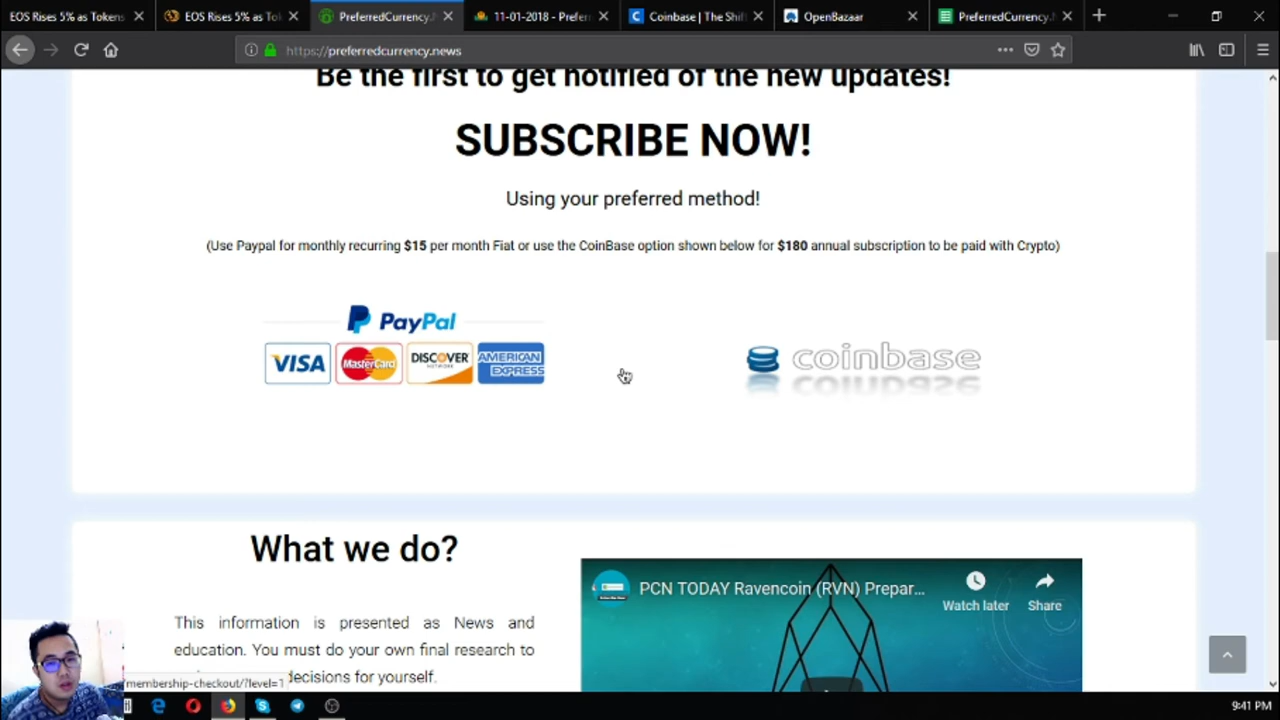 EOS Rises 5% as Tokens
EOS Rises 5% as To
PreferredCurrency.
11-01-2018 - Prefer
Coinbase | The Shif
OpenBazaar
PreferredCurrency.
https://preferredcurrency.news
Be the first to get notified of the new updates!
SUBSCRIBE NOW!
Using your preferred method!
(Use Paypal for monthly recurring $15 per month Fiat or use the CoinBase option shown below for $180 annual subscription to be paid with Crypto)
PayPal
VISA MasterCard DISCOVER NETWORK AMERICAN EXPRESS
coinbase
What we do?
This information is presented as News and
education. You must do your own final research to
decisions for yourself.
PCN TODAY Ravencoin (RVN) Prepar...
Watch later
Share
/membership-checkout/?level=1
9:41 PM